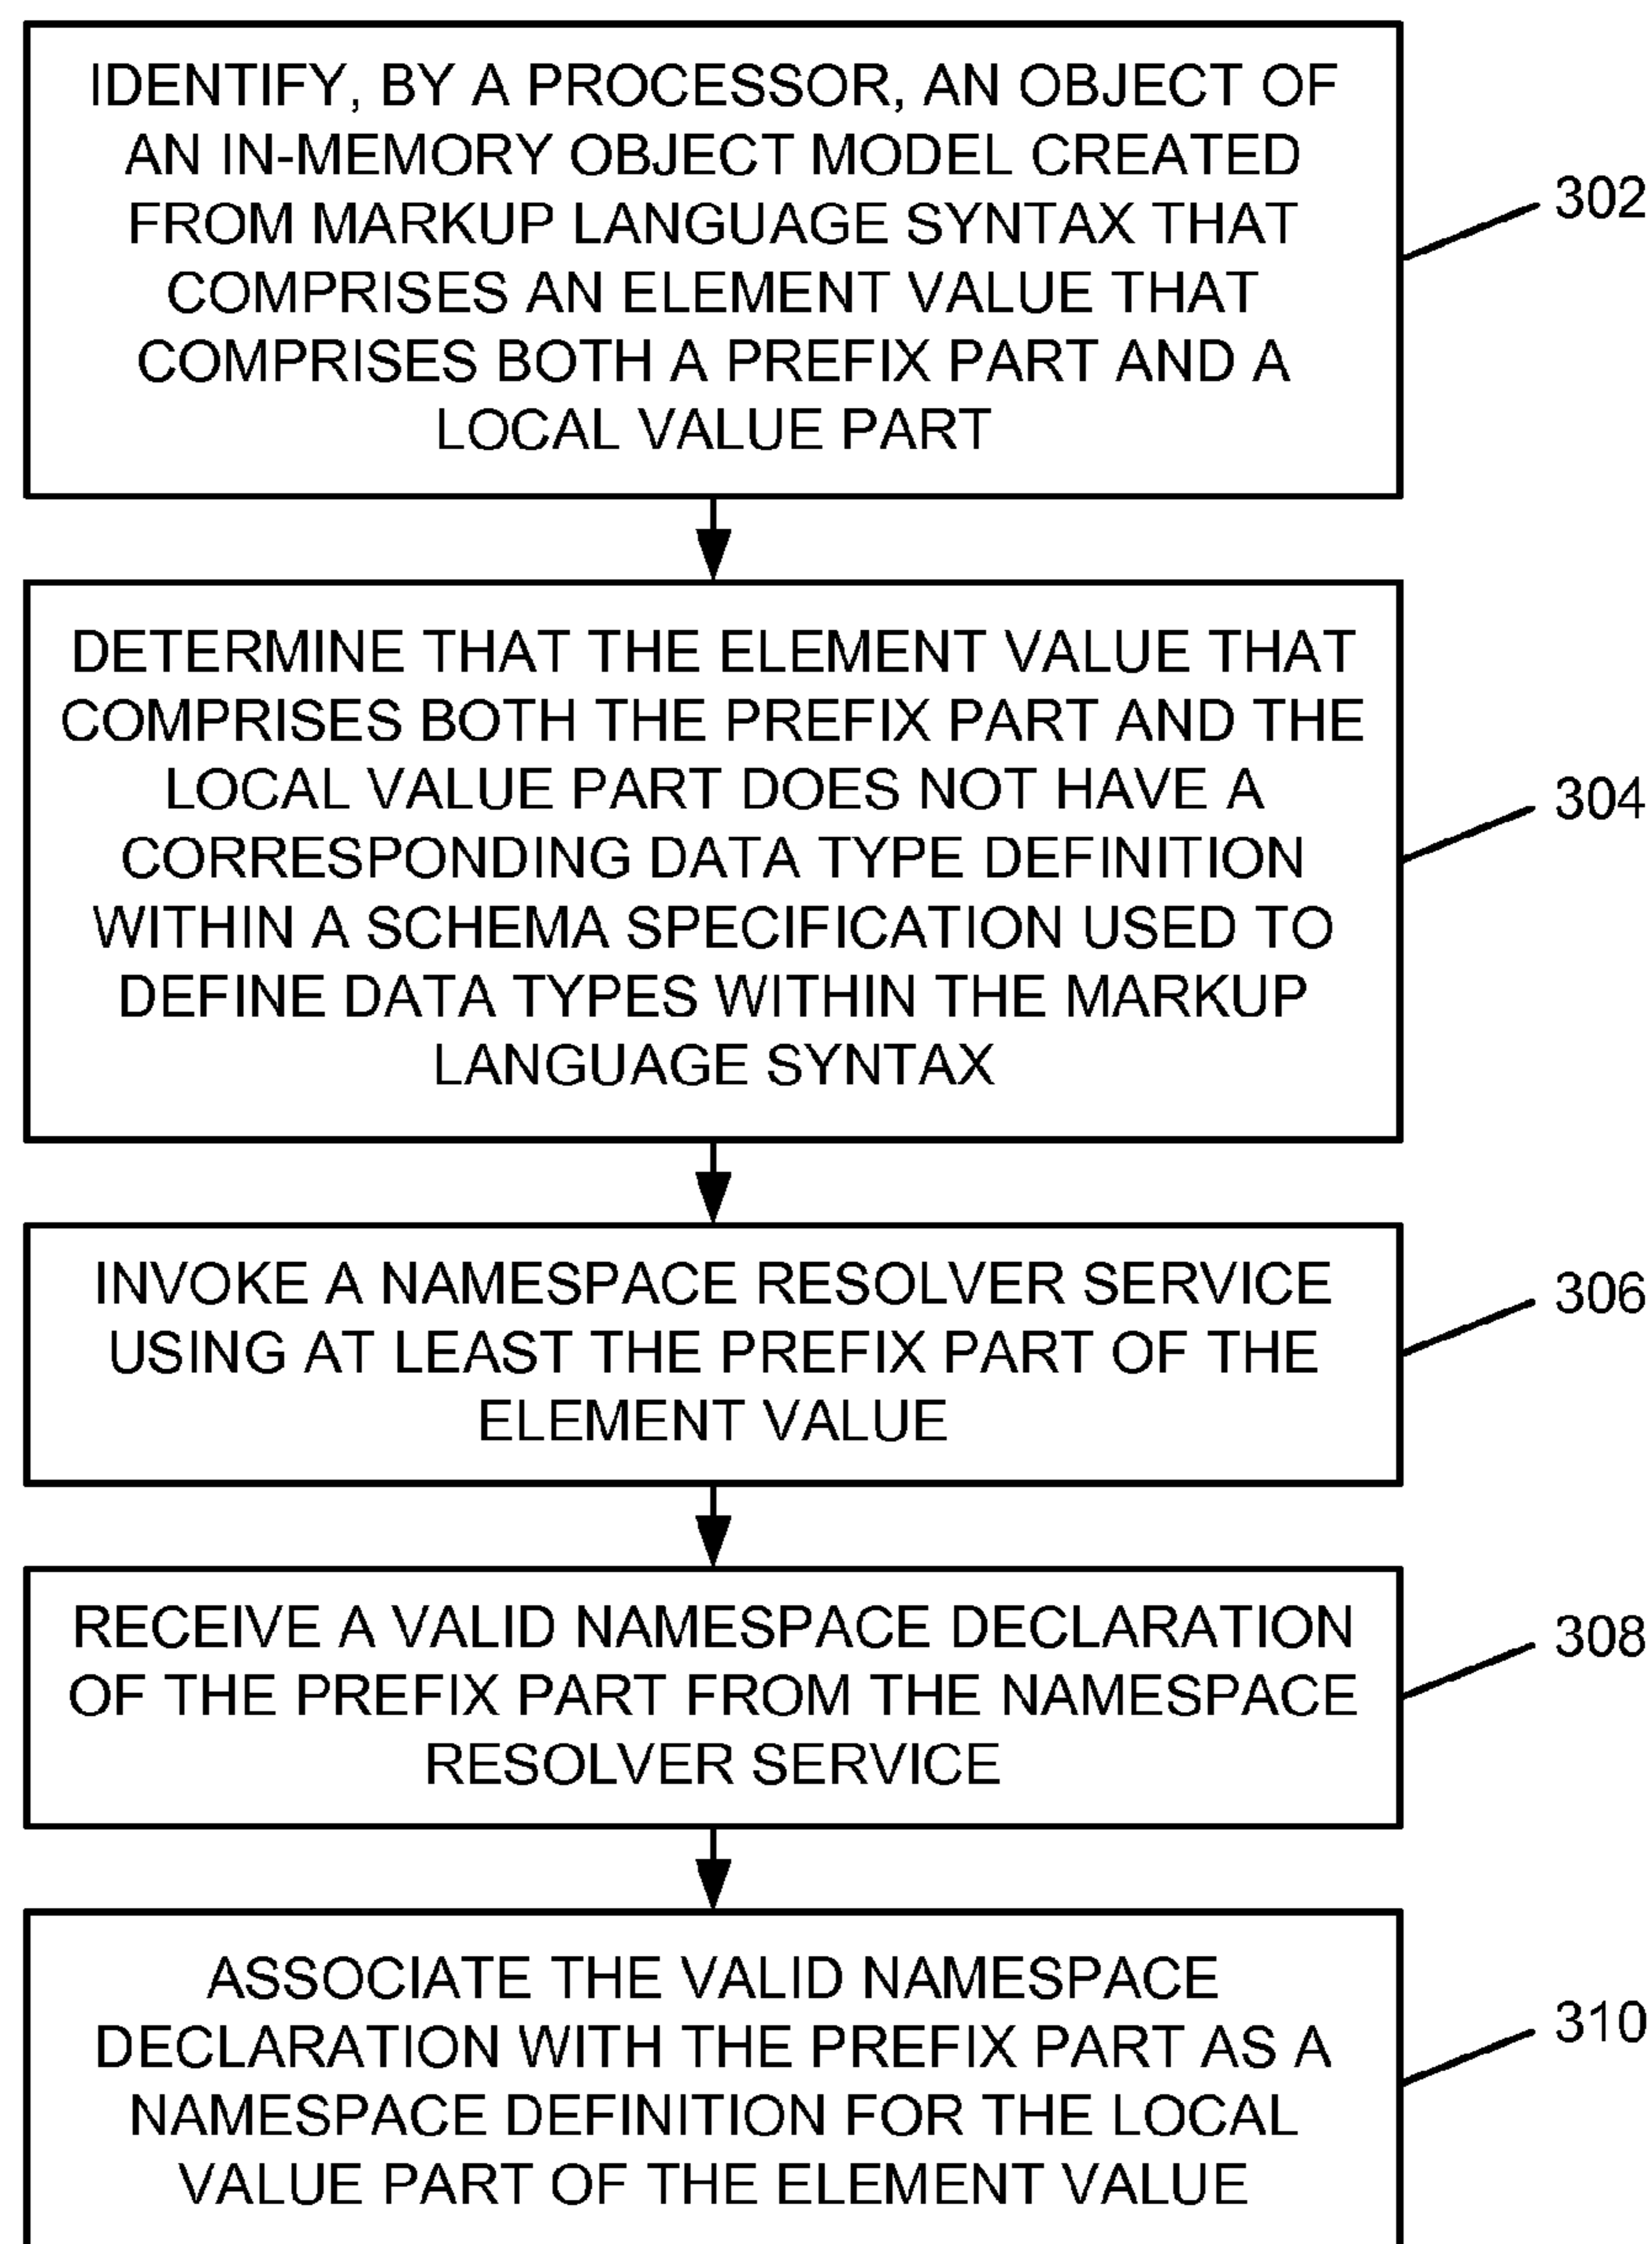 IDENTIFY, BY A PROCESSOR, AN OBJECT OF
AN IN-MEMORY OBJECT MODEL CREATED
FROM MARKUP LANGUAGE SYNTAX THAT
COMPRISES AN ELEMENT VALUE THAT
COMPRISES BOTH A PREFIX PART AND A
LOCAL VALUE PART
302
DETERMINE THAT THE ELEMENT VALUE THAT
COMPRISES BOTH THE PREFIX PART AND THE
LOCAL VALUE PART DOES NOT HAVE A
CORRESPONDING DATA TYPE DEFINITION
WITHIN A SCHEMA SPECIFICATION USED TO
DEFINE DATA TYPES WITHIN THE MARKUP
LANGUAGE SYNTAX
304
INVOKE A NAMESPACE RESOLVER SERVICE
USING AT LEAST THE PREFIX PART OF THE
ELEMENT VALUE
306
RECEIVE A VALID NAMESPACE DECLARATION
OF THE PREFIX PART FROM THE NAMESPACE
RESOLVER SERVICE
308
ASSOCIATE THE VALID NAMESPACE
DECLARATION WITH THE PREFIX PART AS A
NAMESPACE DEFINITION FOR THE LOCAL
VALUE PART OF THE ELEMENT VALUE
310